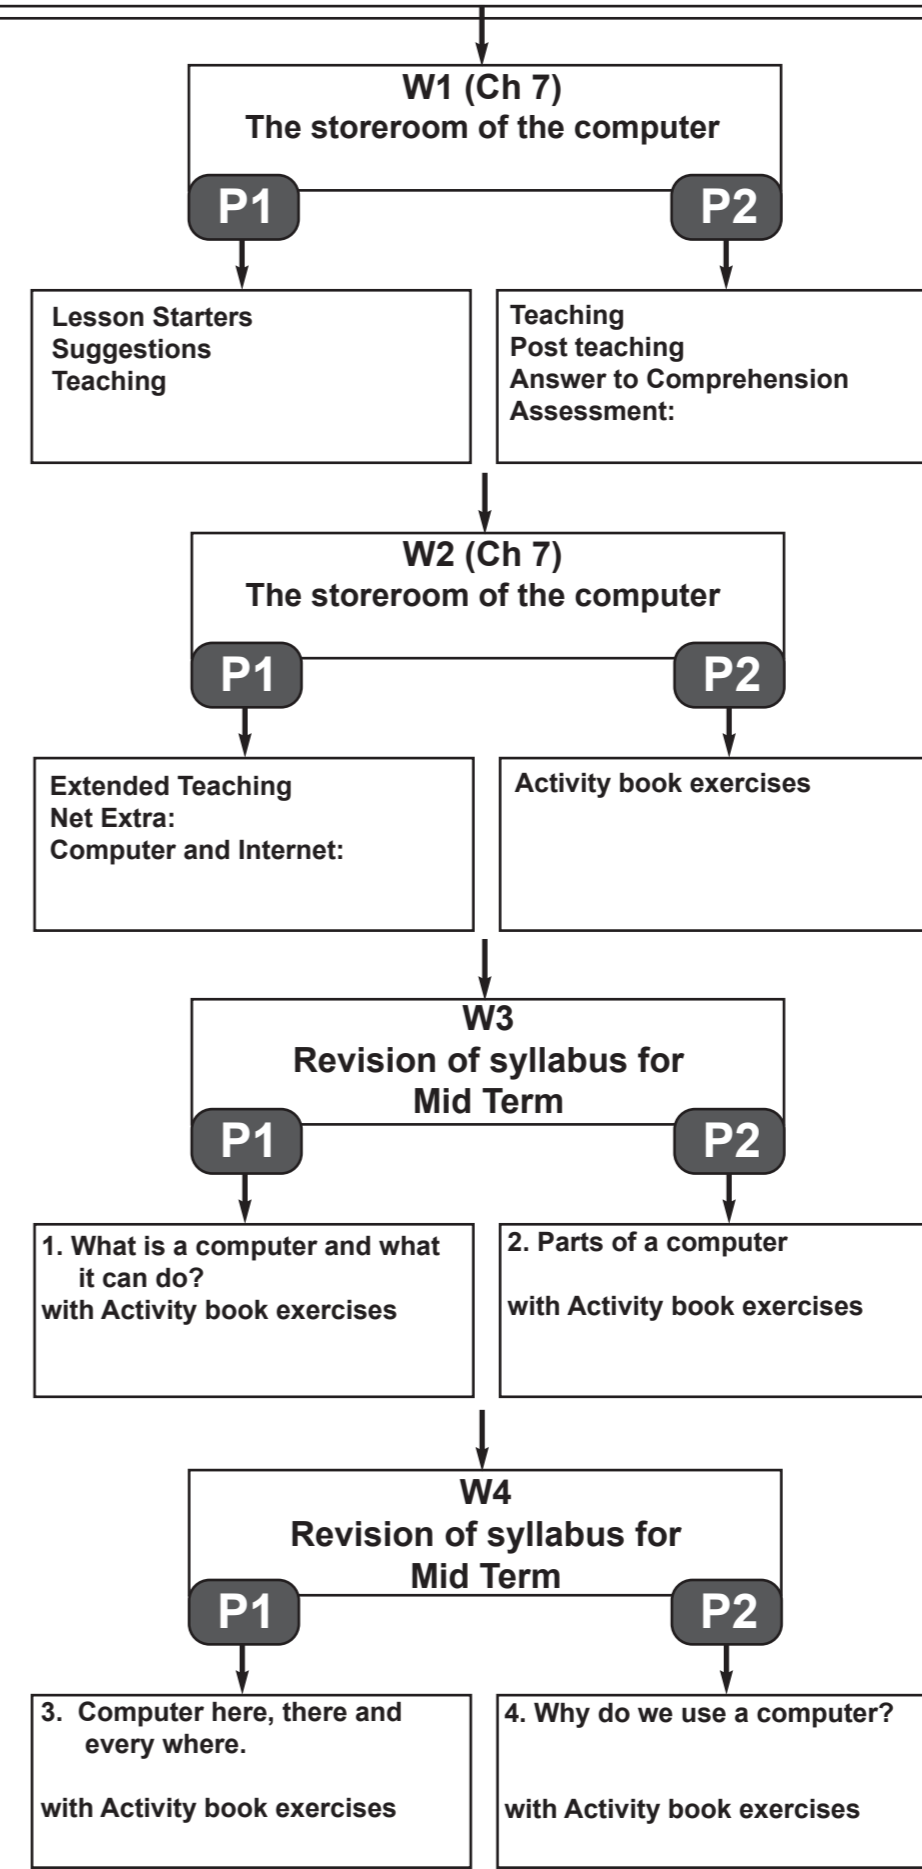 W1 (Ch 7)
The storeroom of the computer
P1
P2
Lesson Starters
Suggestions
Teaching
Teaching
Post teaching
Answer to Comprehension
Assessment:
W2 (Ch 7)
The storeroom of the computer
P1
P2
Extended Teaching
Net Extra:
Computer and Internet:
Activity book exercises
W3
Revision of syllabus for
Mid Term
P1
P2
1. What is a computer and what
it can do?
with Activity book exercises
2. Parts of a computer
with Activity book exercises
W4
Revision of syllabus for
Mid Term
P1
P2
3. Computer here, there and
every where.
with Activity book exercises
4. Why do we use a computer?
with Activity book exercises